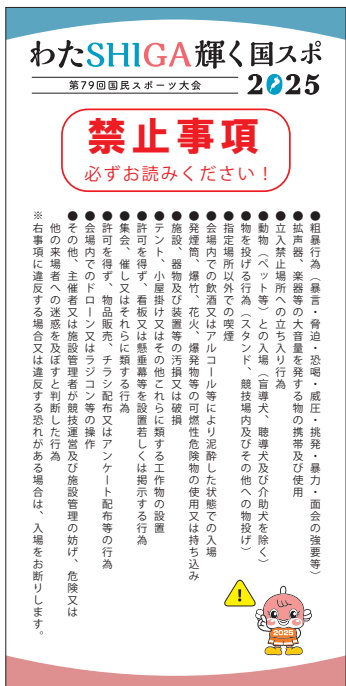 わたSHIGA輝く国スポ
第79回国民スポーツ大会
2025
禁止事項
必ずお読みください！
●粗暴行為（暴言・脅迫・恐喝・威圧・挑発・暴力・面会の強要等）
●拡声器、楽器等の大音量を発する物の携帯及び使用
●立入禁止場所への立ち入り行為
●動物（ペット等）との入場（盲導犬、聴導犬及び介助犬を除く）
●物を投げる行為（スタンド、競技場内及びその他への物投げ）
●指定場所以外での喫煙
●会場内での飲酒又はアルコール等により泥酔した状態での入場
●発煙筒、爆竹、花火、爆発物等の可燃性危険物の使用又は持ち込み
●施設、器物及び装置等の汚損又は破損
●テント、小屋掛け又はその他これらに類する工作物の設置
●許可を得ず、看板又は懸垂幕等を設置若しくは掲示する行為
●集会、催し又はそれらに類する行為
●許可を得ず、物品販売、チラシ配布又はアンケート配布等の行為
●会場内でのドローン又はラジコン等の操作
●その他、主催者又は施設管理者が競技運営及び施設管理の妨げ、危険又は
他の来場者への迷惑を及ぼすと判断した行為
※右事項に違反する場合又は違反する恐れがある場合は、入場をお断りします。
!
2025